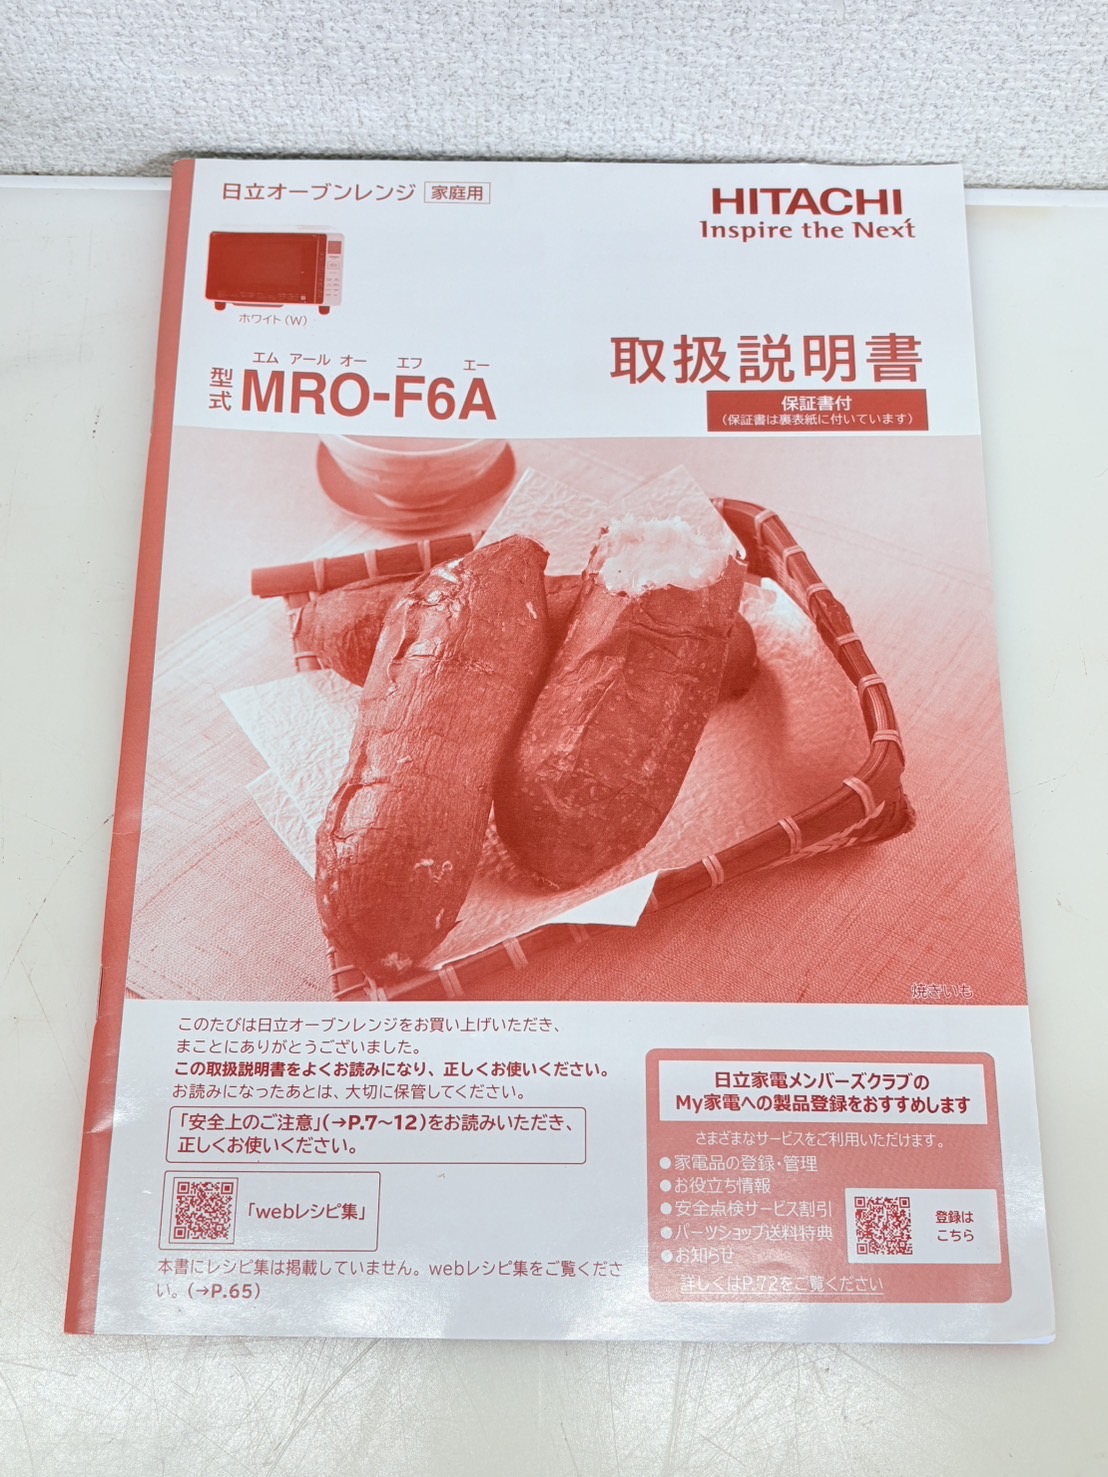 日立オーブンレンジ 家庭用
HITACHI
Inspire the Next
ホワイト(W)
エム アール オー エフ エー
型式 MRO-F6A
取扱説明書
保証書付
(保証書は裏表紙に付いています)
焼きいも
このたびは日立オーブンレンジをお買い上げいただき、
まことにありがとうございました。
この取扱説明書をよくお読みになり、正しくお使いください。
お読みになったあとは、大切に保管してください。
「安全上のご注意」(→P.7〜12)をお読みいただき、
正しくお使いください。
「webレシピ集」
本書にレシピ集は掲載していません。webレシピ集をご覧くださ
い。(→P.65)
日立家電メンバーズクラブの
My家電への製品登録をおすすめします
さまざまなサービスをご利用いただけます。
●家電品の登録・管理
●お役立ち情報
●安全点検サービス割引
●パーツショップ送料特典
●お知らせ
詳しくはP.72をご覧ください
登録は
こちら